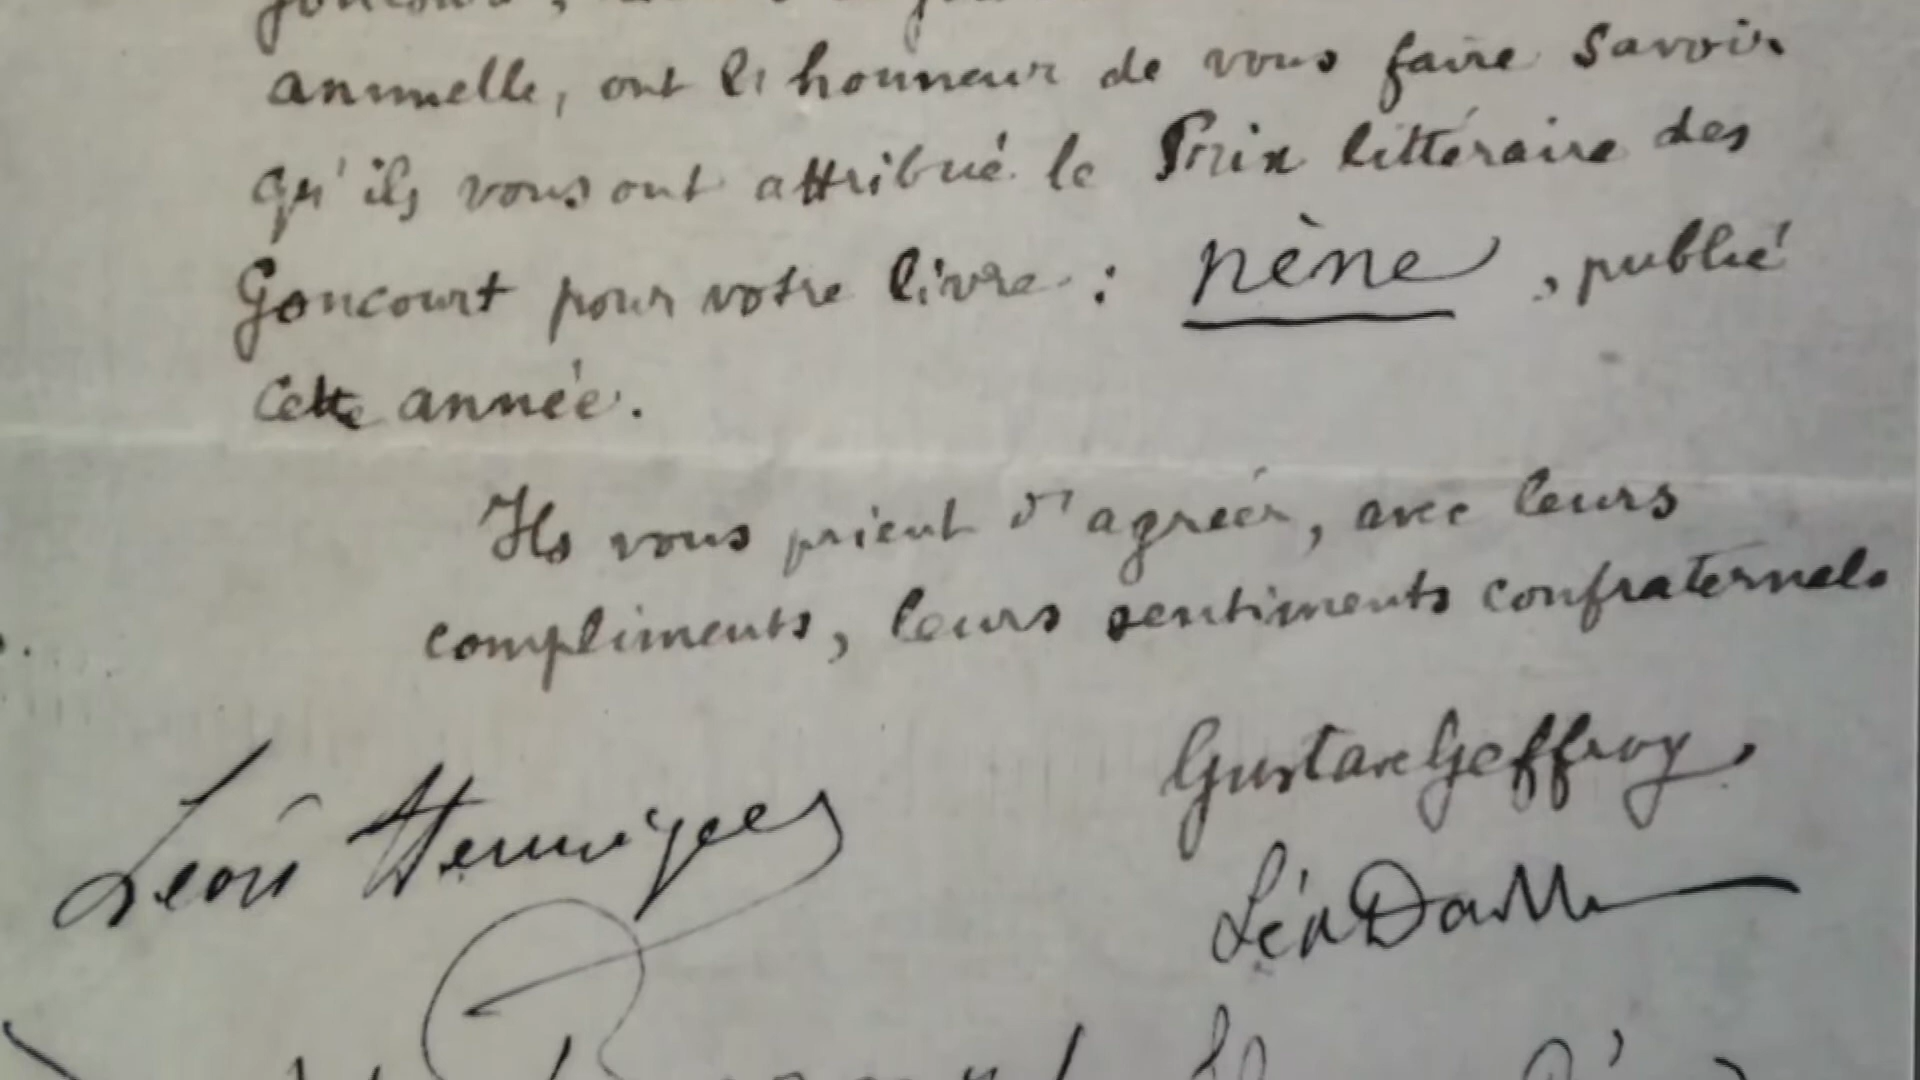 annuelle, ont l'honneur de vous faire savoir
qu'ils vous ont attribué le Prix littéraire des
Goncourt pour votre livre : nène, publié
cette année.
Ils vous prient d'agréer, avec leurs
compliments, leurs sentiments confraternels
Gustave Geffroy
Léon Hennique
Léon Daudet